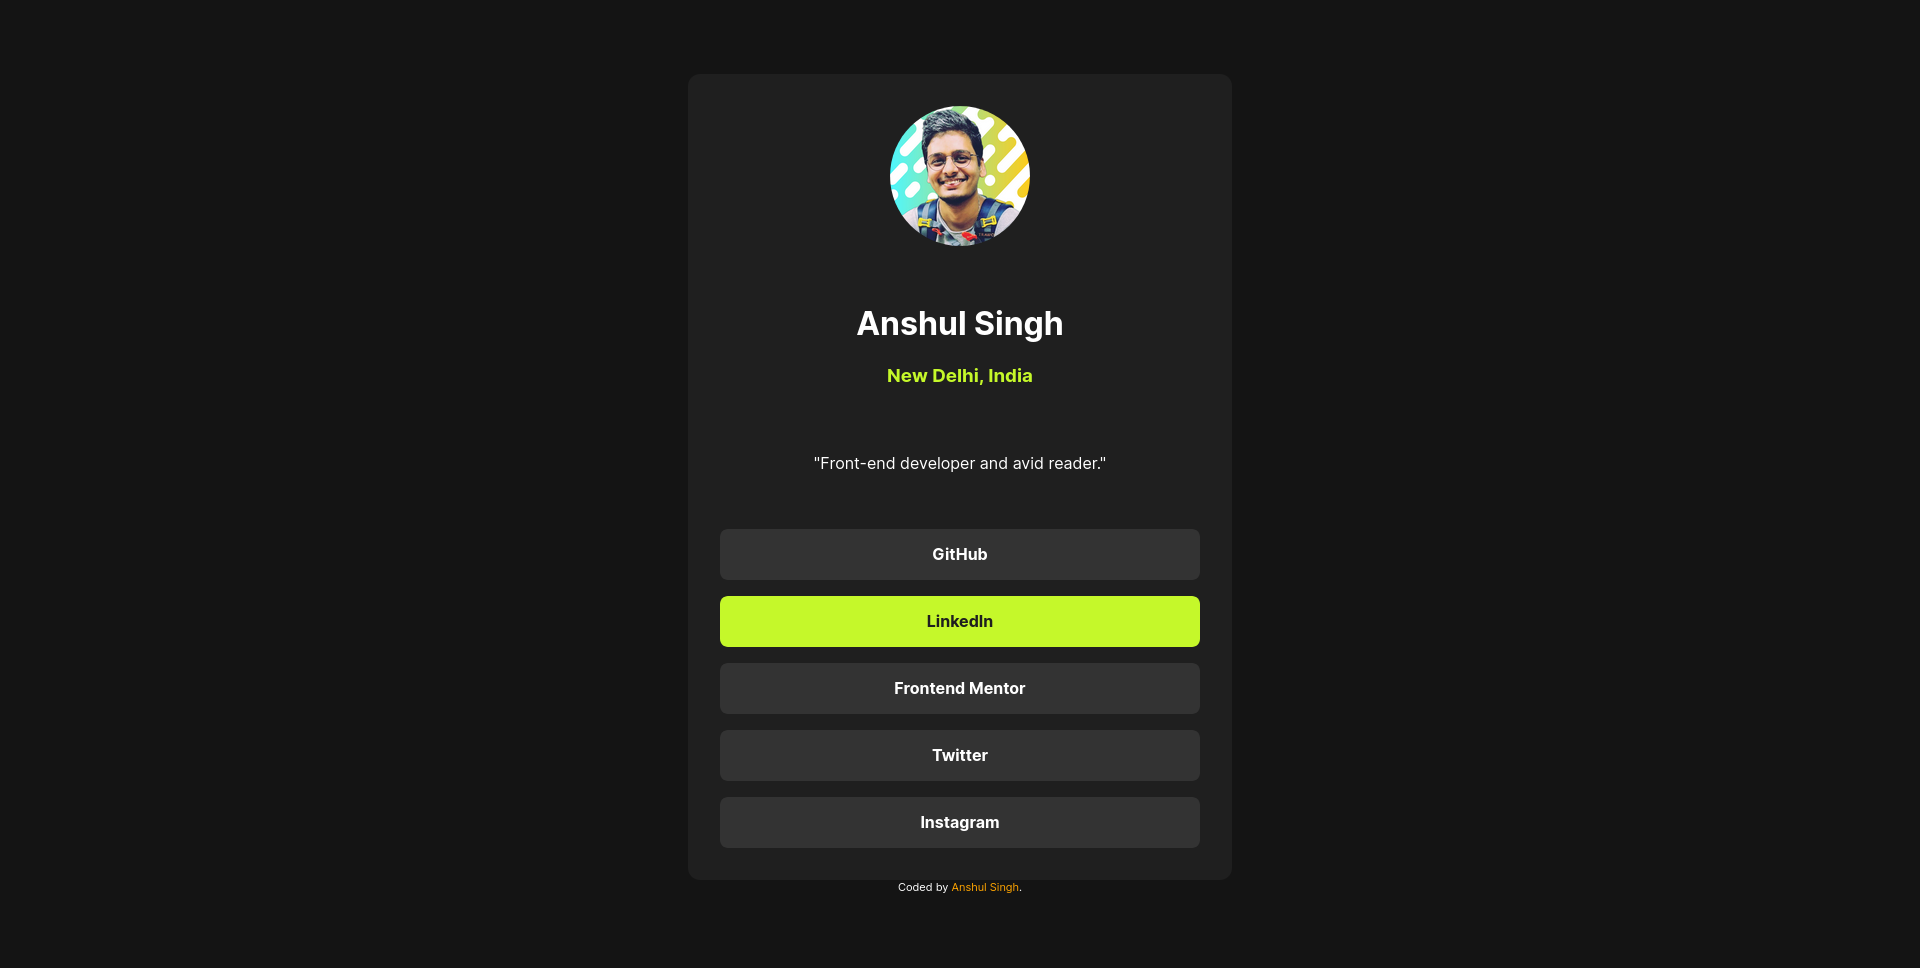 Anshul Singh
New Delhi, India
"Front-end developer and avid reader."
GitHub
LinkedIn
Frontend Mentor
Twitter
Instagram
Coded by Anshul Singh.